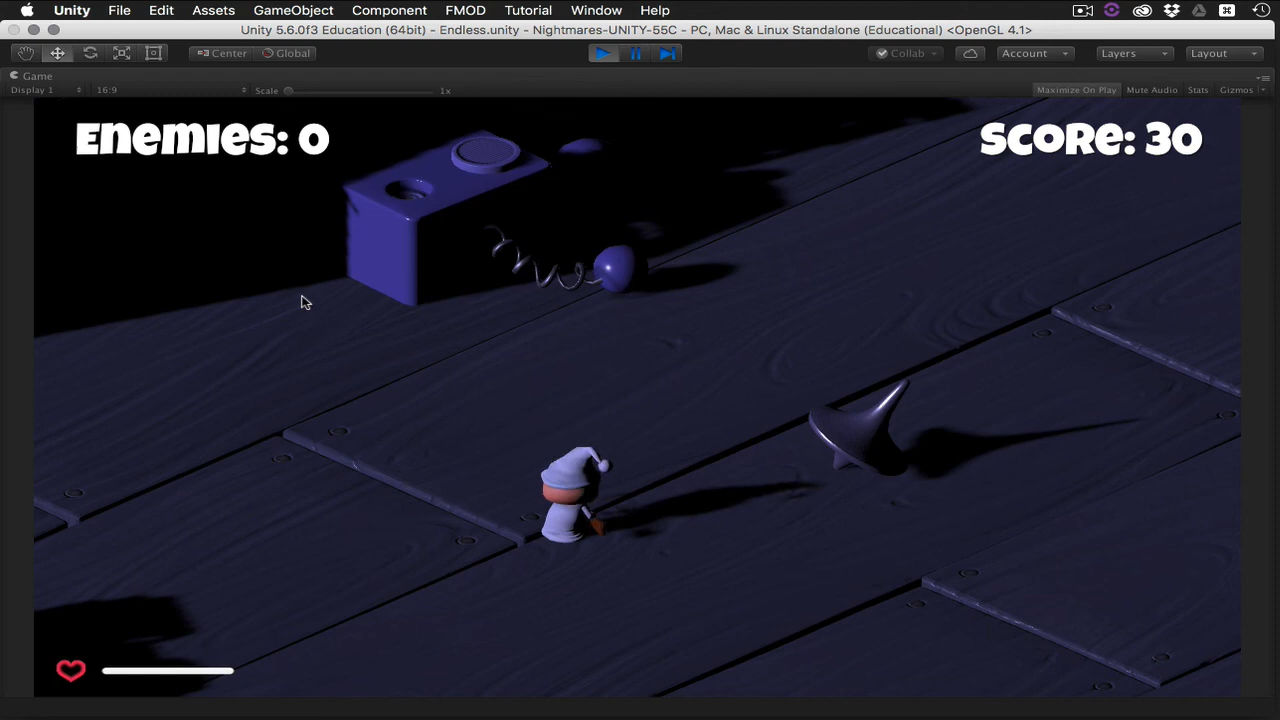 Unity File Edit Assets GameObject Component FMOD Tutorial Window Help
Unity 5.6.0f3 Education (64bit) - Endless.unity - Nightmares-UNITY-55C - PC, Mac & Linux Standalone (Educational) <OpenGL 4.1>
Center Global Collab Account Layers Layout
Game
Display 1 16:9 Scale 1x Maximize On Play Mute Audio Stats Gizmos
Enemies: 0 Score: 30